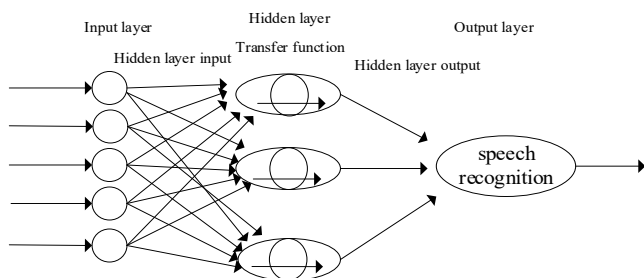 Input layer
Hidden layer
Output layer
Hidden layer input
Transfer function
Hidden layer output
speech
recognition